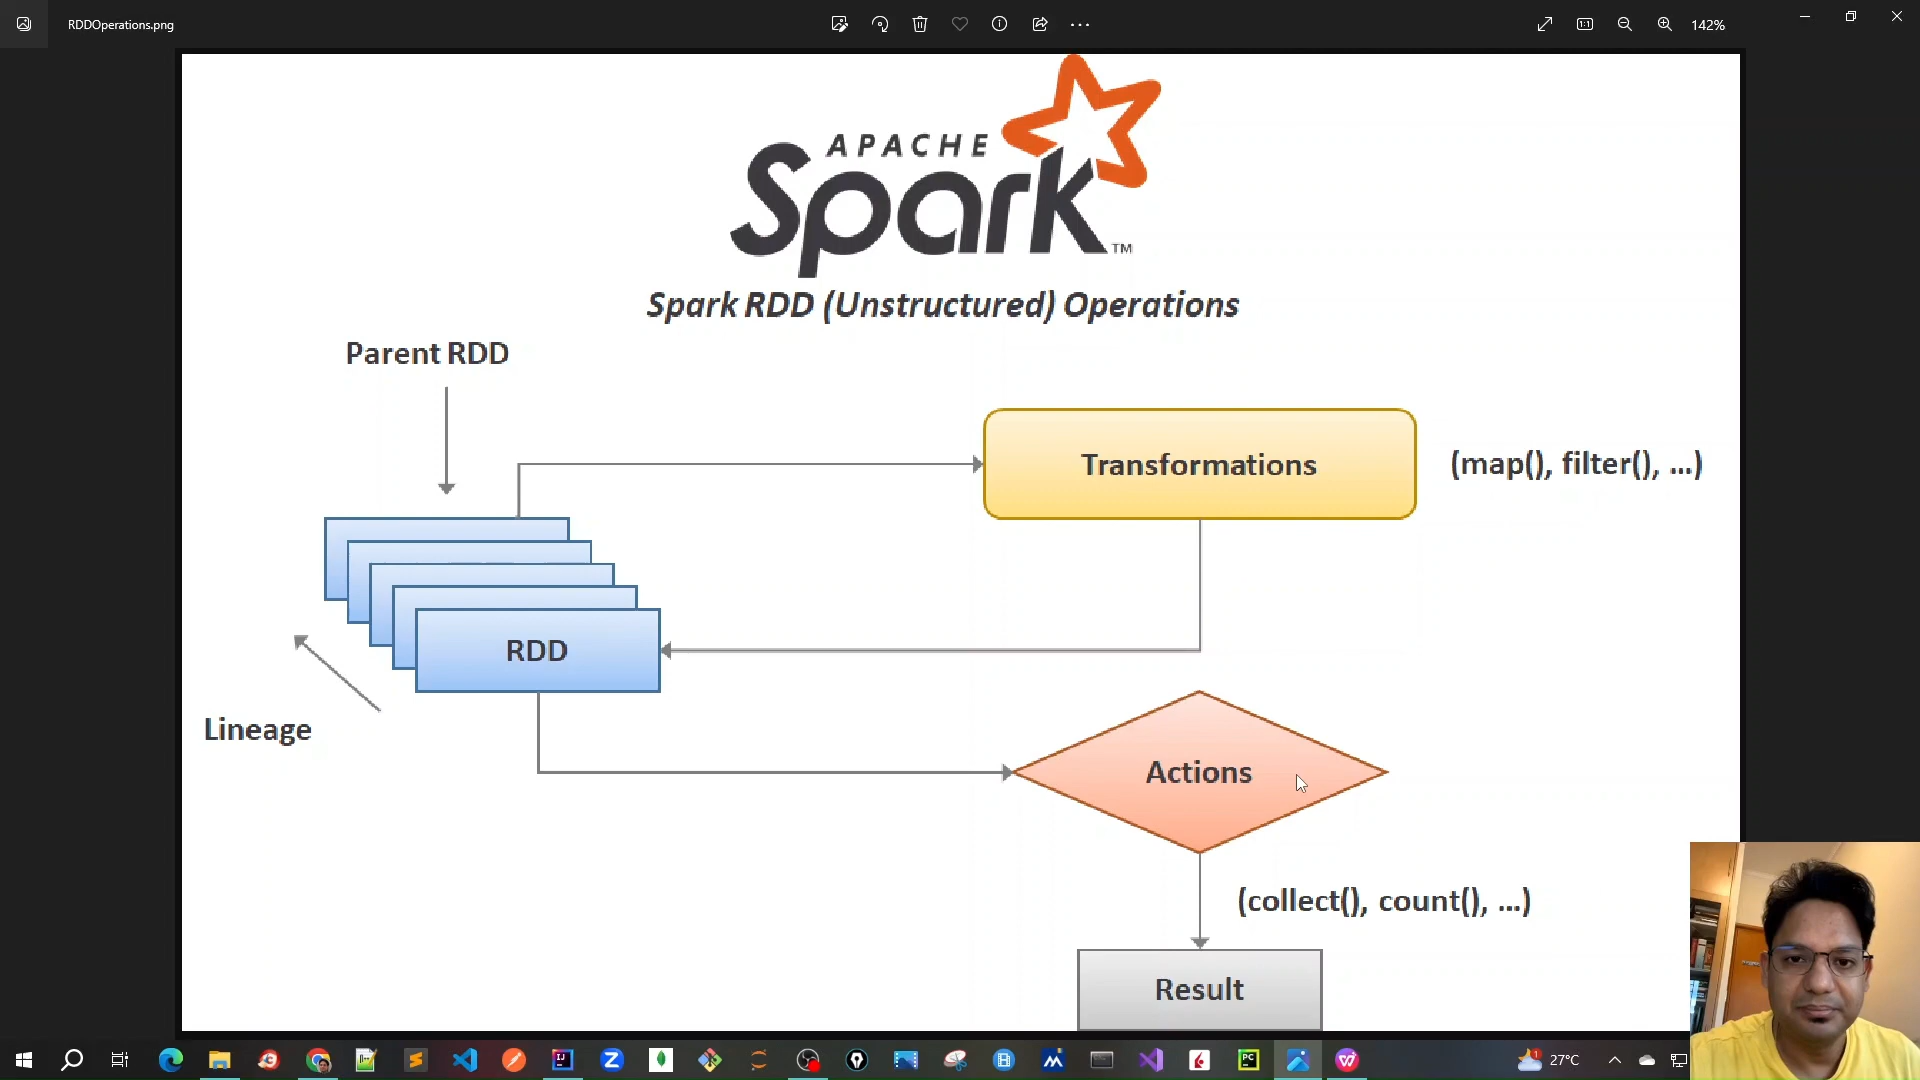 RDDOperations.png
142%
APACHE
Spark
TM
Spark RDD (Unstructured) Operations
Parent RDD
Transformations
(map(), filter(), ...)
RDD
Lineage
Actions
(collect(), count(), ...)
Result
27°C